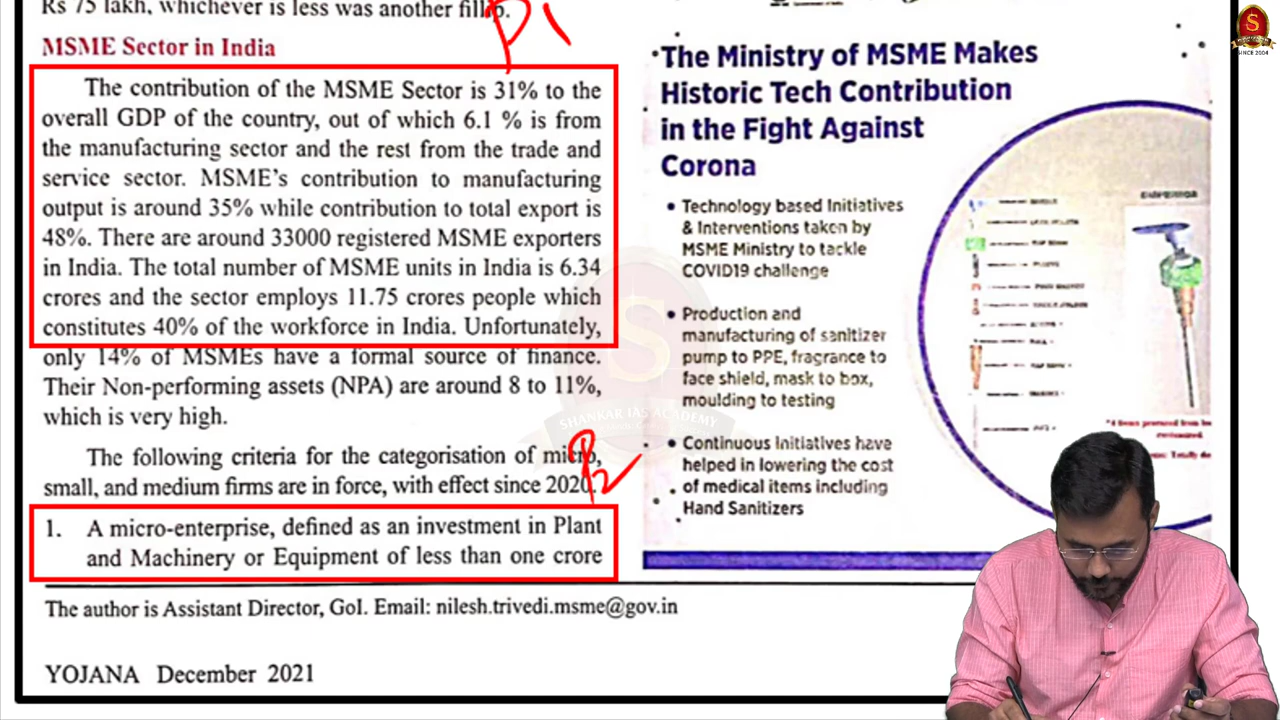 Rs 75 lakh, whichever is less was another fillip.
P1
MSME Sector in India
The contribution of the MSME Sector is 31% to the
overall GDP of the country, out of which 6.1 % is from
the manufacturing sector and the rest from the trade and
service sector. MSME's contribution to manufacturing
output is around 35% while contribution to total export is
48%. There are around 33000 registered MSME exporters
in India. The total number of MSME units in India is 6.34
crores and the sector employs 11.75 crores people which
constitutes 40% of the workforce in India. Unfortunately,
only 14% of MSMEs have a formal source of finance.
Their Non-performing assets (NPA) are around 8 to 11%,
which is very high.
The following criteria for the categorisation of micro,
small, and medium firms are in force, with effect since 2020.
P2
1. A micro-enterprise, defined as an investment in Plant
and Machinery or Equipment of less than one crore
The author is Assistant Director, GoI. Email: nilesh.trivedi.msme@gov.in
YOJANA December 2021
The Ministry of MSME Makes
Historic Tech Contribution
in the Fight Against
Corona
• Technology based Initiatives
& Interventions taken by
MSME Ministry to tackle
COVID19 challenge
• Production and
manufacturing of sanitizer
pump to PPE, fragrance to
face shield, mask to box,
moulding to testing
• Continuous Initiatives have
helped in lowering the cost
of medical items including
Hand Sanitizers
SHANKAR IAS ACADEMY
SINCE 2004